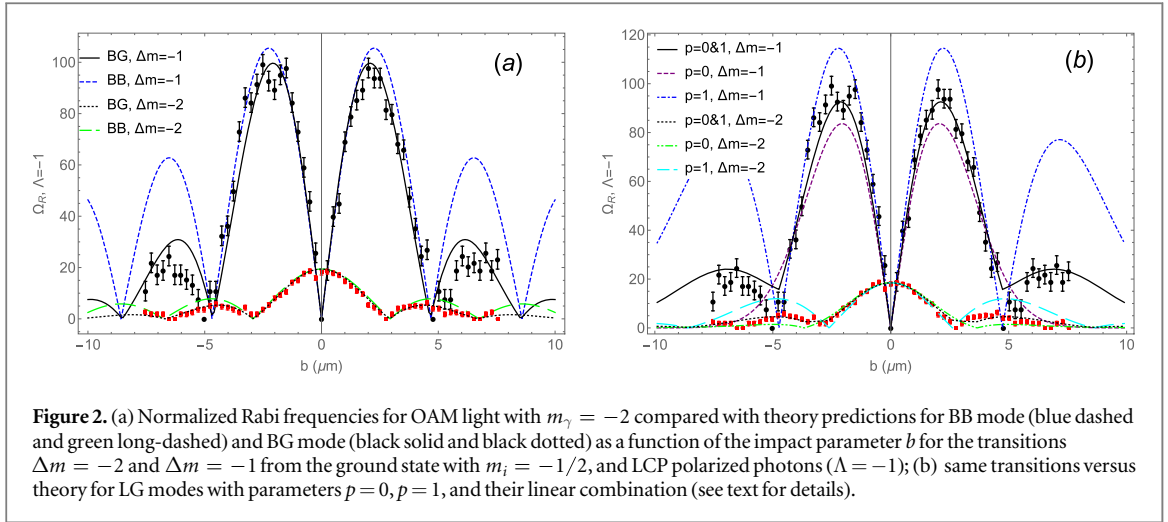 (a)
BG, Δm=-1
BB, Δm=-1
BG, Δm=-2
BB, Δm=-2
Ω_R, Λ=-1
100
80
60
40
20
0
-10
-5
0
5
10
b (μm)
(b)
p=0&1, Δm=-1
p=0, Δm=-1
p=1, Δm=-1
p=0&1, Δm=-2
p=0, Δm=-2
p=1, Δm=-2
Ω_R, Λ=-1
120
100
80
60
40
20
0
-10
-5
0
5
10
b (μm)
Figure 2. (a) Normalized Rabi frequencies for OAM light with m_γ = −2 compared with theory predictions for BB mode (blue dashed
and green long-dashed) and BG mode (black solid and black dotted) as a function of the impact parameter b for the transitions
Δm = −2 and Δm = −1 from the ground state with m_i = −1/2, and LCP polarized photons (Λ = −1); (b) same transitions versus
theory for LG modes with parameters p = 0, p = 1, and their linear combination (see text for details).